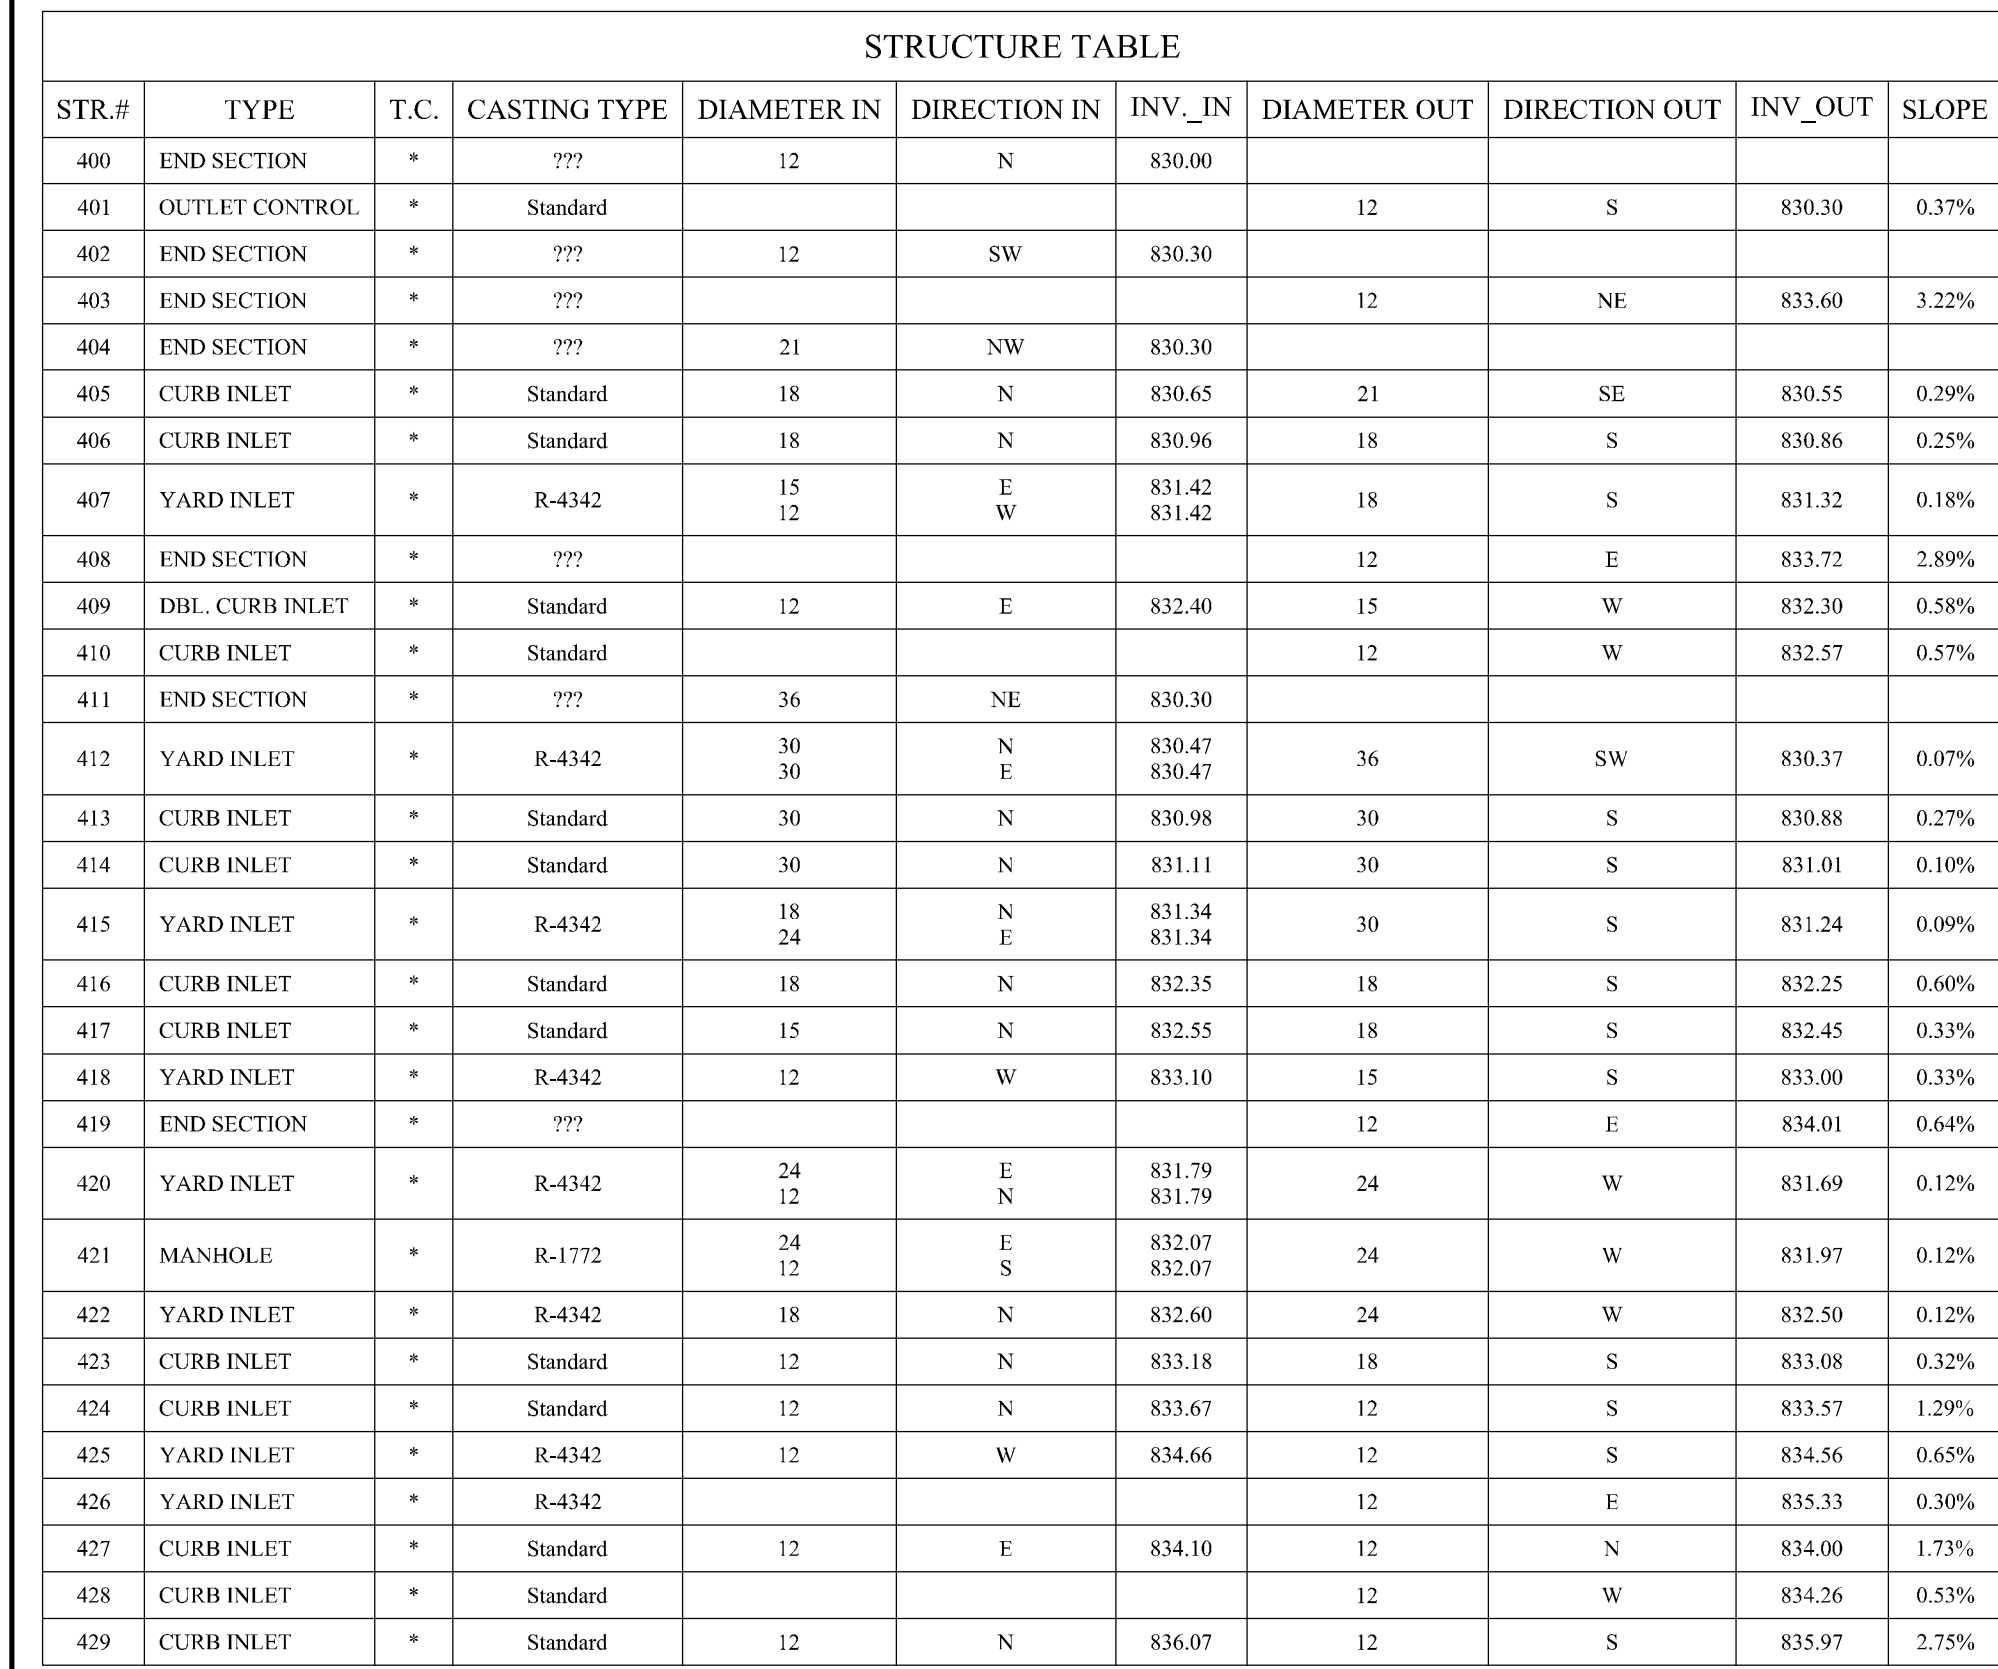 STRUCTURE TABLE
STR.# TYPE T.C. CASTING TYPE DIAMETER IN DIRECTION IN INV._IN DIAMETER OUT DIRECTION OUT INV_OUT SLOPE
400 END SECTION * ??? 12 N 830.00
401 OUTLET CONTROL * Standard 12 S 830.30 0.37%
402 END SECTION * ??? 12 SW 830.30
403 END SECTION * ??? 12 NE 833.60 3.22%
404 END SECTION * ??? 21 NW 830.30
405 CURB INLET * Standard 18 N 830.65 21 SE 830.55 0.29%
406 CURB INLET * Standard 18 N 830.96 18 S 830.86 0.25%
407 YARD INLET * R-4342 15 E 831.42 18 S 831.32 0.18%
12 W 831.42
408 END SECTION * ??? 12 E 833.72 2.89%
409 DBL. CURB INLET * Standard 12 E 832.40 15 W 832.30 0.58%
410 CURB INLET * Standard 12 W 832.57 0.57%
411 END SECTION * ??? 36 NE 830.30
412 YARD INLET * R-4342 30 N 830.47 36 SW 830.37 0.07%
30 E 830.47
413 CURB INLET * Standard 30 N 830.98 30 S 830.88 0.27%
414 CURB INLET * Standard 30 N 831.11 30 S 831.01 0.10%
415 YARD INLET * R-4342 18 N 831.34 30 S 831.24 0.09%
24 E 831.34
416 CURB INLET * Standard 18 N 832.35 18 S 832.25 0.60%
417 CURB INLET * Standard 15 N 832.55 18 S 832.45 0.33%
418 YARD INLET * R-4342 12 W 833.10 15 S 833.00 0.33%
419 END SECTION * ??? 12 E 834.01 0.64%
420 YARD INLET * R-4342 24 E 831.79 24 W 831.69 0.12%
12 N 831.79
421 MANHOLE * R-1772 24 E 832.07 24 W 831.97 0.12%
12 S 832.07
422 YARD INLET * R-4342 18 N 832.60 24 W 832.50 0.12%
423 CURB INLET * Standard 12 N 833.18 18 S 833.08 0.32%
424 CURB INLET * Standard 12 N 833.67 12 S 833.57 1.29%
425 YARD INLET * R-4342 12 W 834.66 12 S 834.56 0.65%
426 YARD INLET * R-4342 12 E 835.33 0.30%
427 CURB INLET * Standard 12 E 834.10 12 N 834.00 1.73%
428 CURB INLET * Standard 12 W 834.26 0.53%
429 CURB INLET * Standard 12 N 836.07 12 S 835.97 2.75%